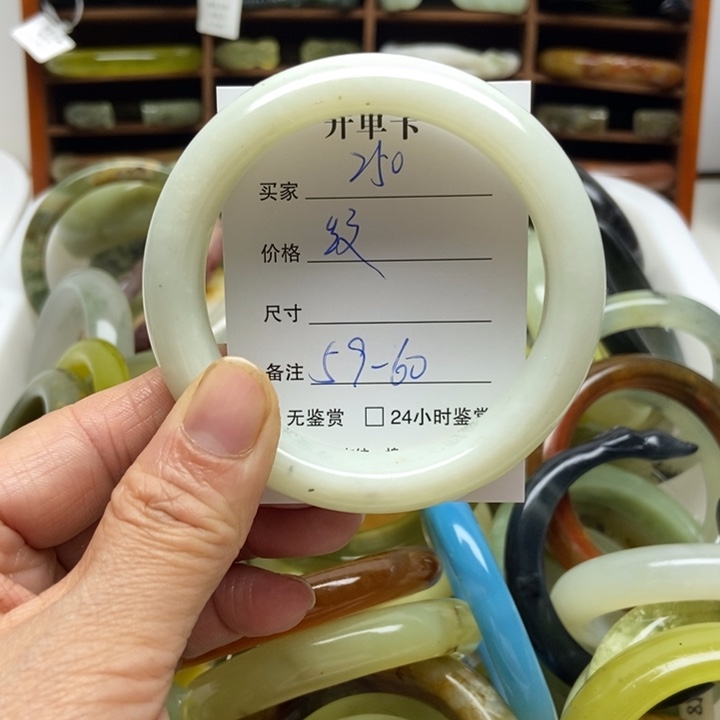 开单卡
买家 250
价格 纹
尺寸
备注 59-60
无鉴赏 □ 24小时鉴赏